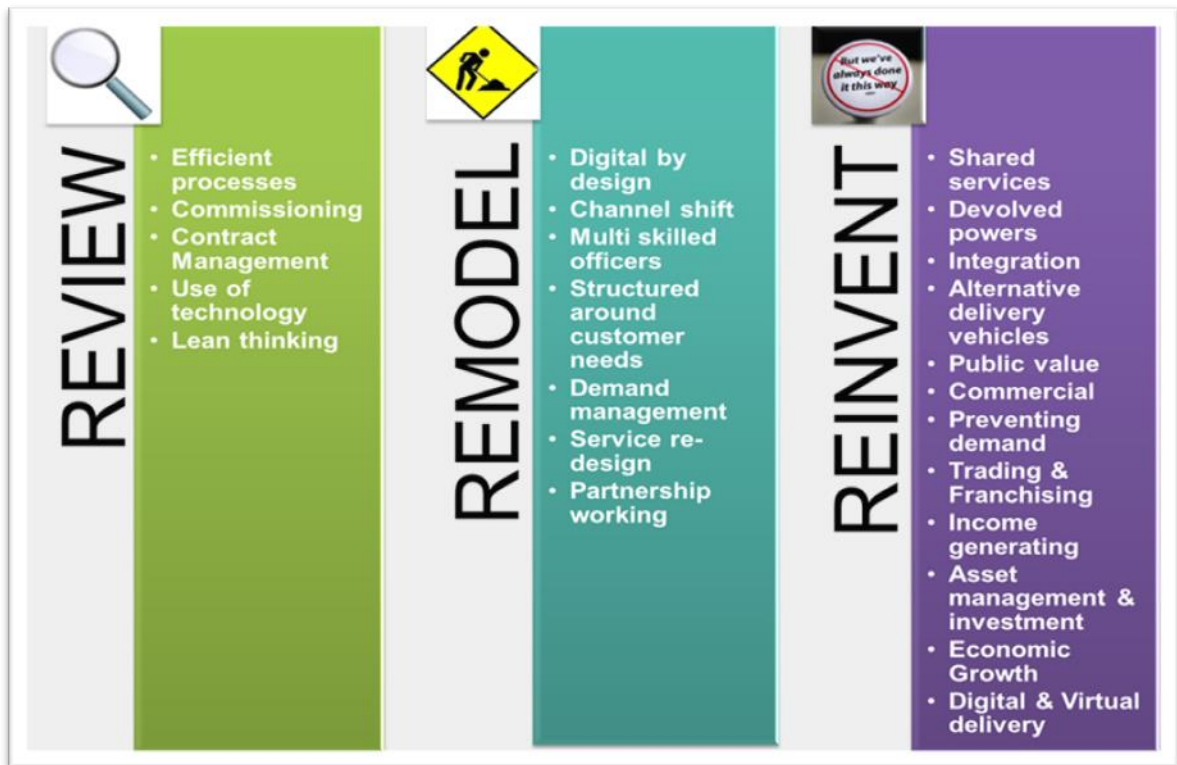 REVIEW
• Efficient
processes
• Commissioning
• Contract
Management
• Use of
technology
• Lean thinking
REMODEL
• Digital by
design
• Channel shift
• Multi skilled
officers
• Structured
around
customer
needs
• Demand
management
• Service re-
design
• Partnership
working
But we've
always done
it this way
REINVENT
• Shared
services
• Devolved
powers
• Integration
• Alternative
delivery
vehicles
• Public value
• Commercial
• Preventing
demand
• Trading &
Franchising
• Income
generating
• Asset
management &
investment
• Economic
Growth
• Digital & Virtual
delivery